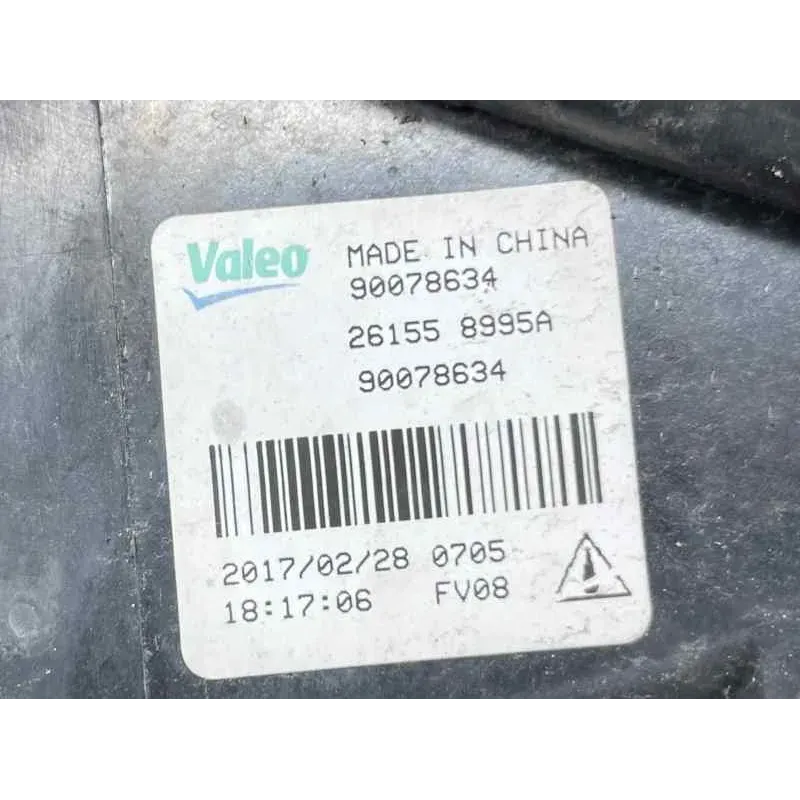 Valeo
MADE IN CHINA
90078634
26155 8995A
90078634
2017/02/28 0705
18:17:06 FV08